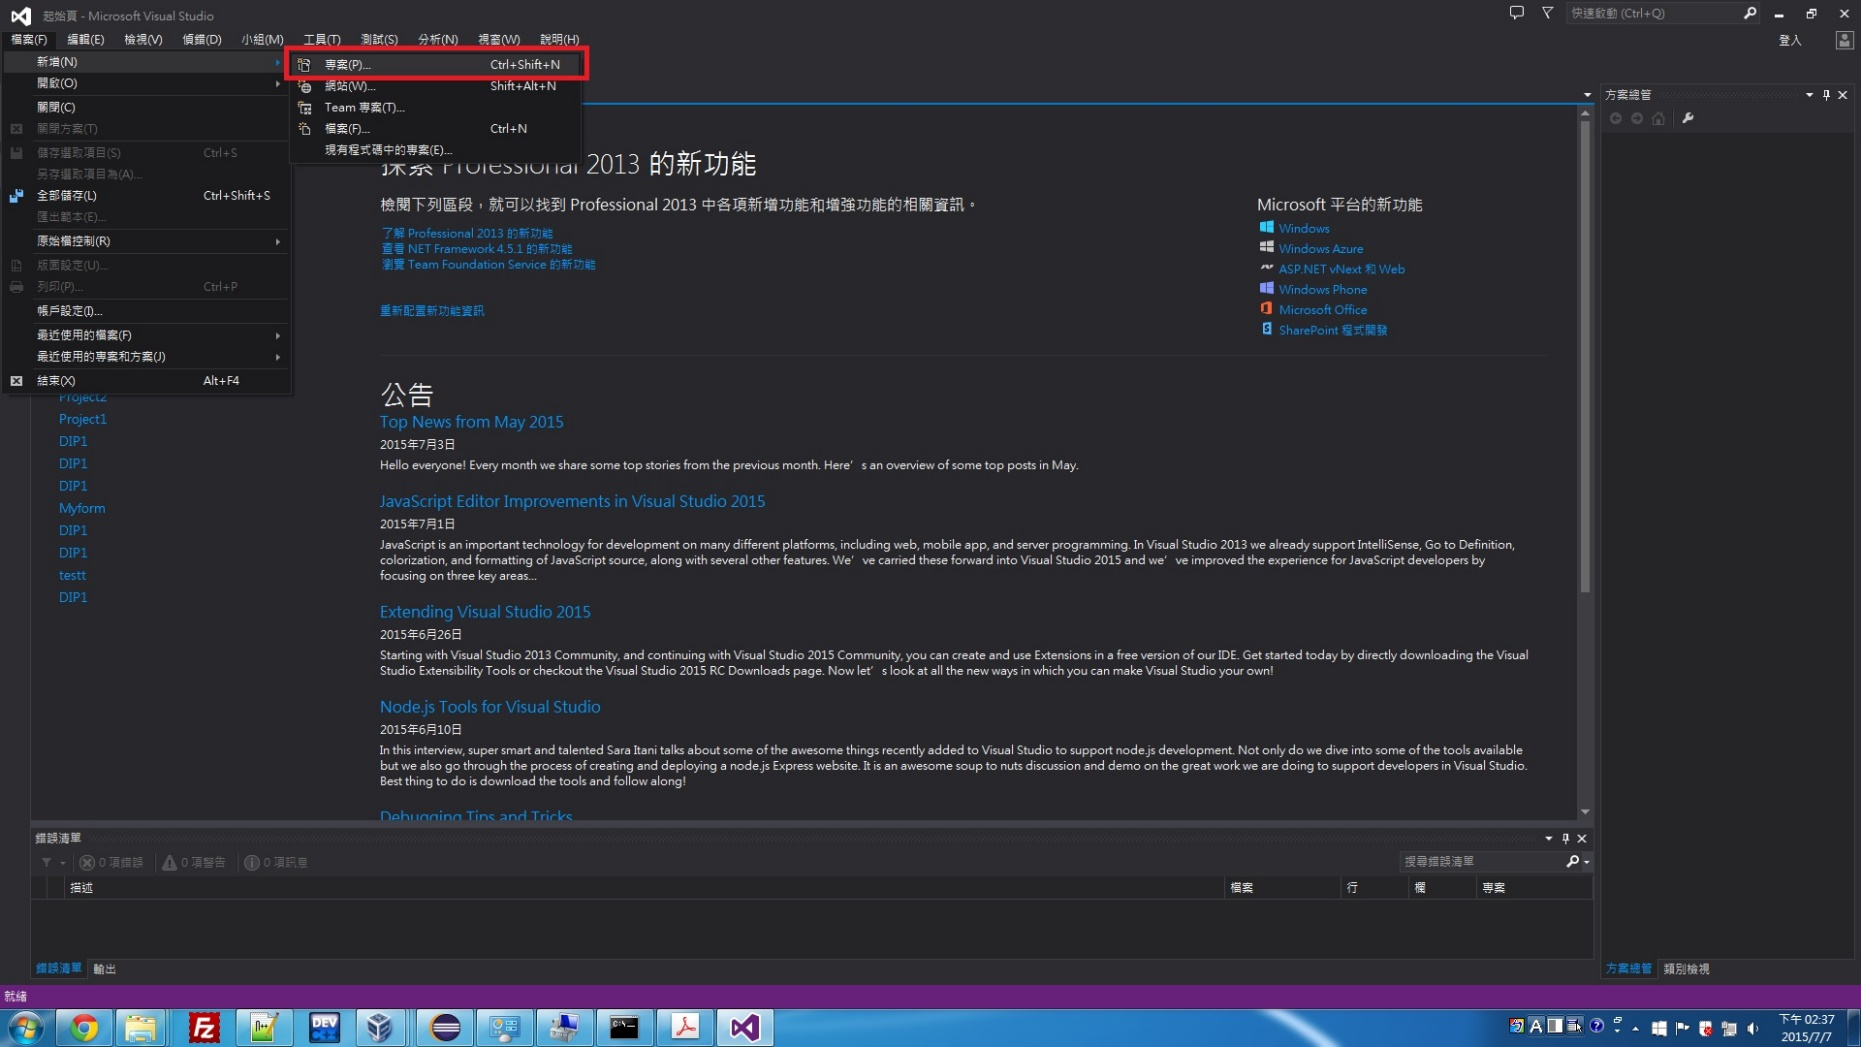 起始頁 - Microsoft Visual Studio
快速啟動 (Ctrl+Q)
檔案(F) 編輯(E) 檢視(V) 偵錯(D) 小組(M) 工具(T) 測試(S) 分析(N) 視窗(W) 說明(H)
登入
新增(N)
開啟(O)
關閉(C)
關閉方案(T)
儲存選取項目(S) Ctrl+S
另存選取項目為(A)...
全部儲存(L) Ctrl+Shift+S
匯出範本(E)...
原始檔控制(R)
版面設定(U)...
列印(P)... Ctrl+P
帳戶設定(I)...
最近使用的檔案(F)
最近使用的專案和方案(J)
結束(X) Alt+F4
專案(P)... Ctrl+Shift+N
網站(W)... Shift+Alt+N
Team 專案(T)...
檔案(F)... Ctrl+N
現有程式碼中的專案(E)...
Project2
Project1
DIP1
DIP1
DIP1
Myform
DIP1
DIP1
testt
DIP1
探索 Professional 2013 的新功能
檢閱下列區段，就可以找到 Professional 2013 中各項新增功能和增強功能的相關資訊。
了解 Professional 2013 的新功能
查看 NET Framework 4.5.1 的新功能
瀏覽 Team Foundation Service 的新功能
重新配置新功能資訊
Microsoft 平台的新功能
Windows
Windows Azure
ASP.NET vNext 和 Web
Windows Phone
Microsoft Office
SharePoint 程式開發
公告
Top News from May 2015
2015年7月3日
Hello everyone! Every month we share some top stories from the previous month. Here’s an overview of some top posts in May.
JavaScript Editor Improvements in Visual Studio 2015
2015年7月1日
JavaScript is an important technology for development on many different platforms, including web, mobile app, and server programming. In Visual Studio 2013 we already support IntelliSense, Go to Definition,
colorization, and formatting of JavaScript source, along with several other features. We’ve carried these forward into Visual Studio 2015 and we’ve improved the experience for JavaScript developers by
focusing on three key areas...
Extending Visual Studio 2015
2015年6月26日
Starting with Visual Studio 2013 Community, and continuing with Visual Studio 2015 Community, you can create and use Extensions in a free version of our IDE. Get started today by directly downloading the Visual
Studio Extensibility Tools or checkout the Visual Studio 2015 RC Downloads page. Now let’s look at all the new ways in which you can make Visual Studio your own!
Node.js Tools for Visual Studio
2015年6月10日
In this interview, super smart and talented Sara Itani talks about some of the awesome things recently added to Visual Studio to support node.js development. Not only do we dive into some of the tools available
but we also go through the process of creating and deploying a node.js Express website. It is an awesome soup to nuts discussion and demo on the great work we are doing to support developers in Visual Studio.
Best thing to do is download the tools and follow along!
Debugging Tips and Tricks
方案總管
錯誤清單
0 項錯誤 0 項警告 0 項訊息
搜尋錯誤清單
描述 檔案 行 欄 專案
錯誤清單 輸出
方案總管 類別檢視
就緒
DEV
A
下午 02:37
2015/7/7